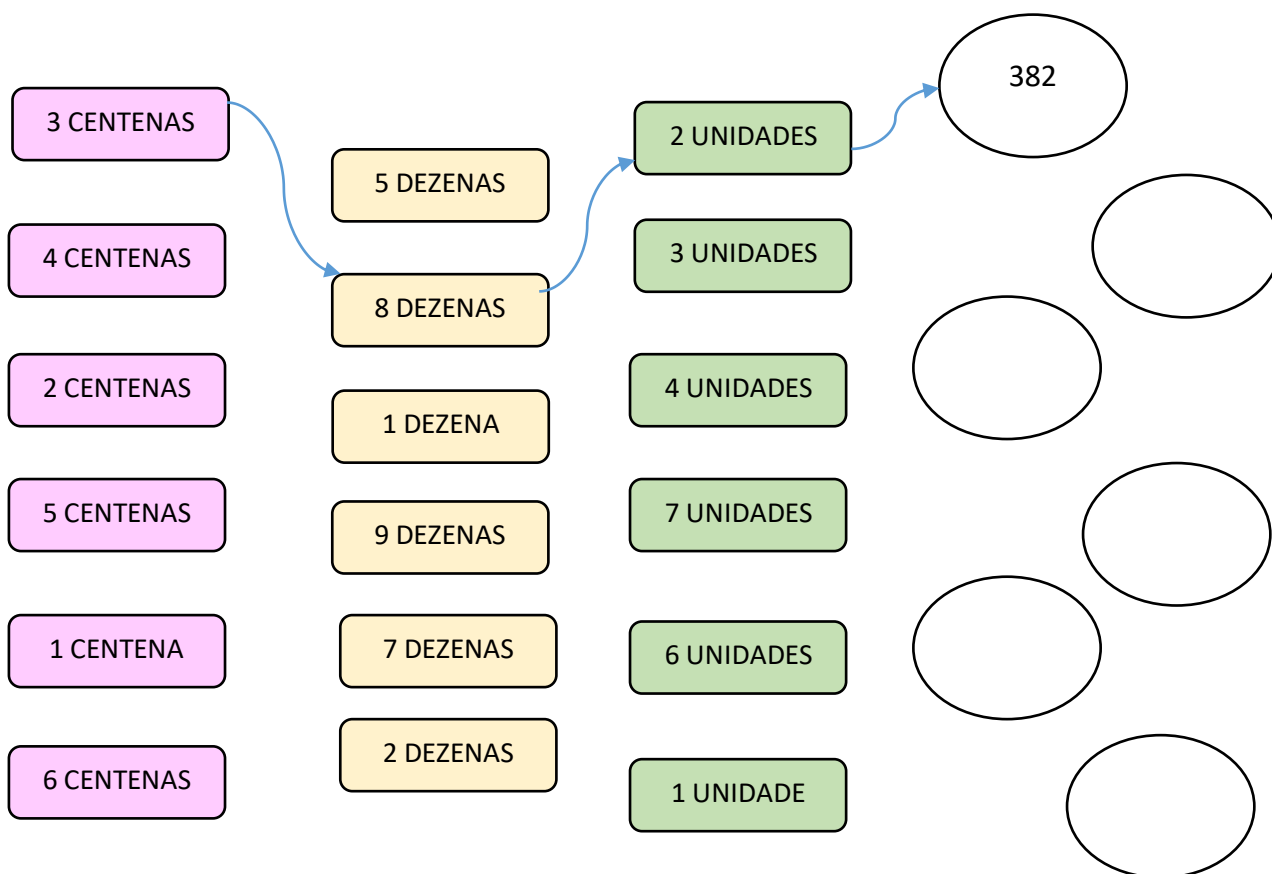 382
3 CENTENAS
2 UNIDADES
5 DEZENAS
4 CENTENAS
3 UNIDADES
8 DEZENAS
2 CENTENAS
4 UNIDADES
1 DEZENA
5 CENTENAS
7 UNIDADES
9 DEZENAS
1 CENTENA
7 DEZENAS
6 UNIDADES
2 DEZENAS
6 CENTENAS
1 UNIDADE